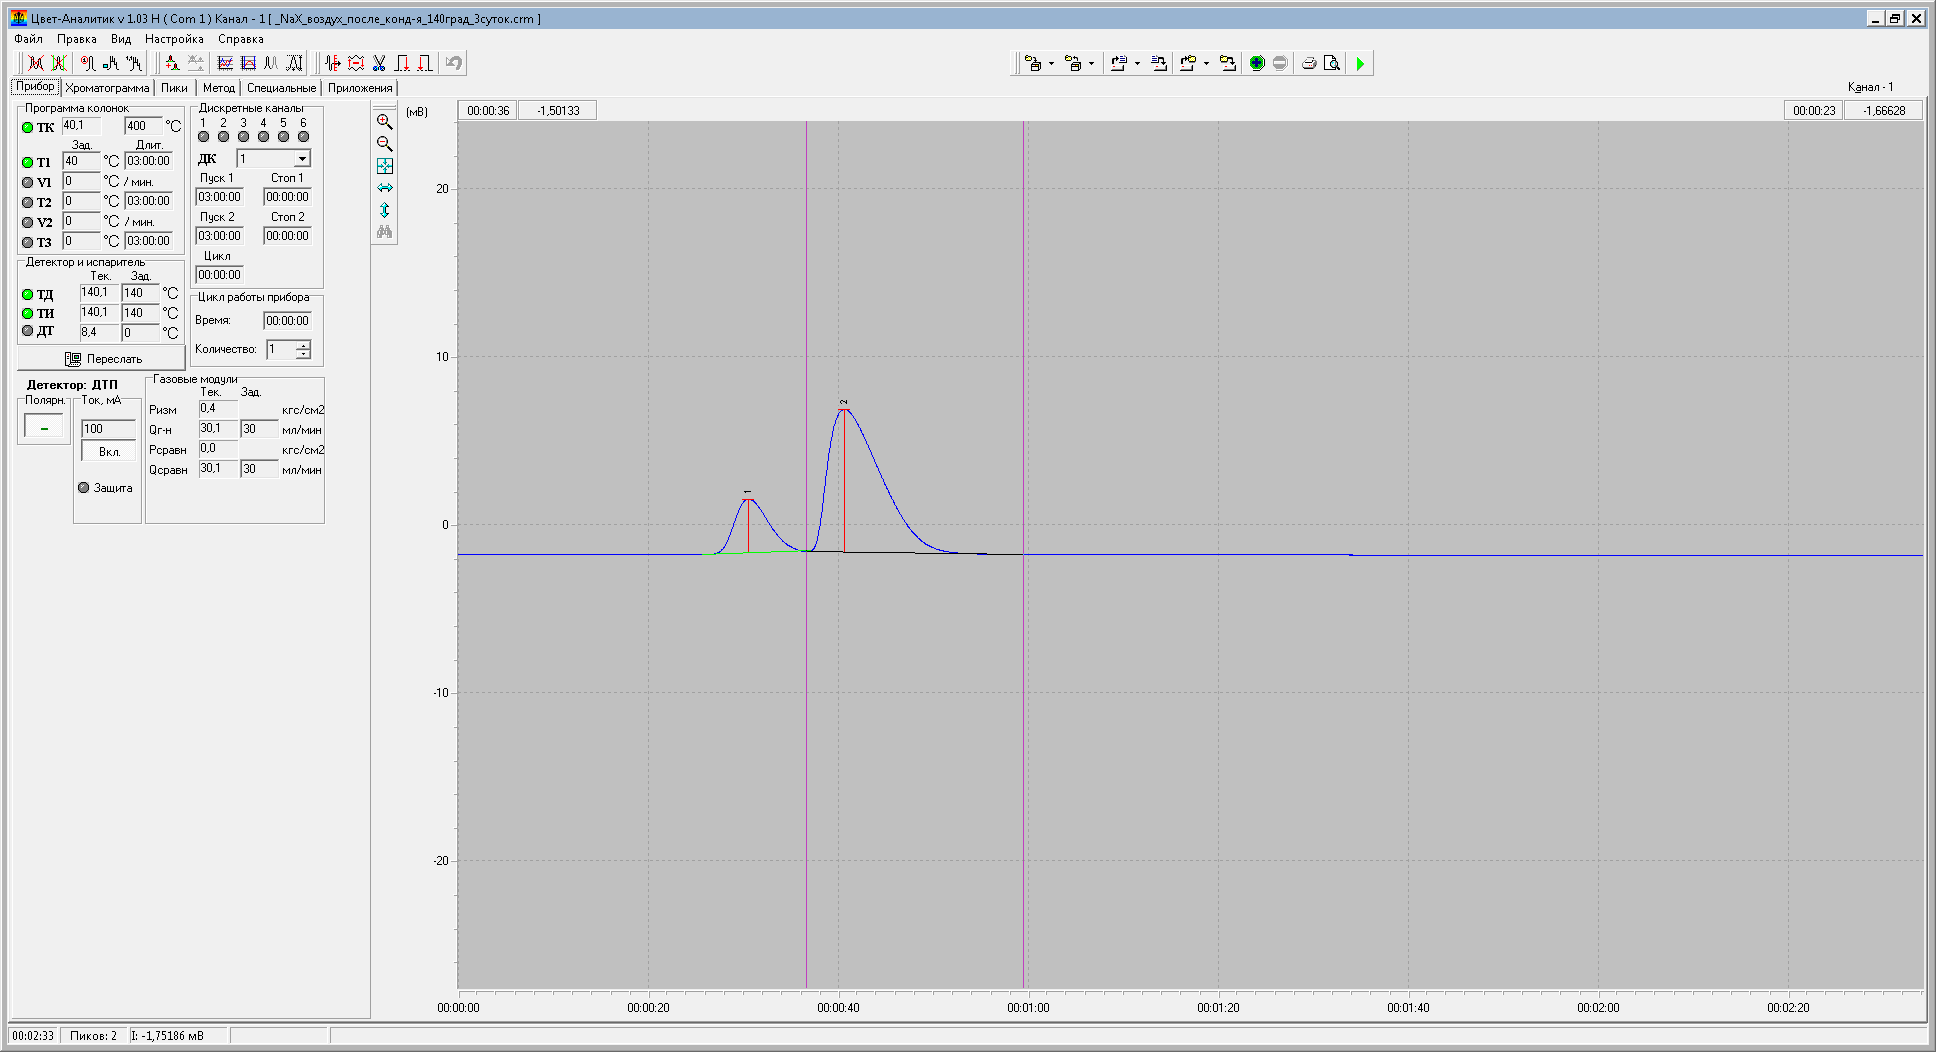 Цвет-Аналитик v 1.03 Н ( Com 1 ) Канал - 1 [ _NaX_воздух_после_конд-я_140град_3суток.crm ]
Файл Правка Вид Настройка Справка
Прибор Хроматограмма Пики Метод Специальные Приложения
Канал - 1
Программа колонок
ТК 40,1 400 °C
Зад. Длит.
Т1 40 °C 03:00:00
V1 0 °C / мин.
Т2 0 °C 03:00:00
V2 0 °C / мин.
Т3 0 °C 03:00:00
Детектор и испаритель
Тек. Зад.
ТД 140,1 140 °C
ТИ 140,1 140 °C
ДТ 8,4 0 °C
Переслать
Дискретные каналы
1 2 3 4 5 6
ДК 1
Пуск 1 Стоп 1
03:00:00 00:00:00
Пуск 2 Стоп 2
03:00:00 00:00:00
Цикл
00:00:00
Цикл работы прибора
Время: 00:00:00
Количество: 1
Детектор: ДТП
Полярн.
–
Ток, мА
100
Вкл.
Защита
Газовые модули
Тек. Зад.
Ризм 0,4 кгс/см2
Qг-н 30,1 30 мл/мин
Рсравн 0,0 кгс/см2
Qсравн 30,1 30 мл/мин
(мВ)
00:00:36 -1,50133
00:00:23 -1,66628
20
10
0
-10
-20
1
2
00:00:00 00:00:20 00:00:40 00:01:00 00:01:20 00:01:40 00:02:00 00:02:20
00:02:33 Пиков: 2 I: -1,75186 мВ